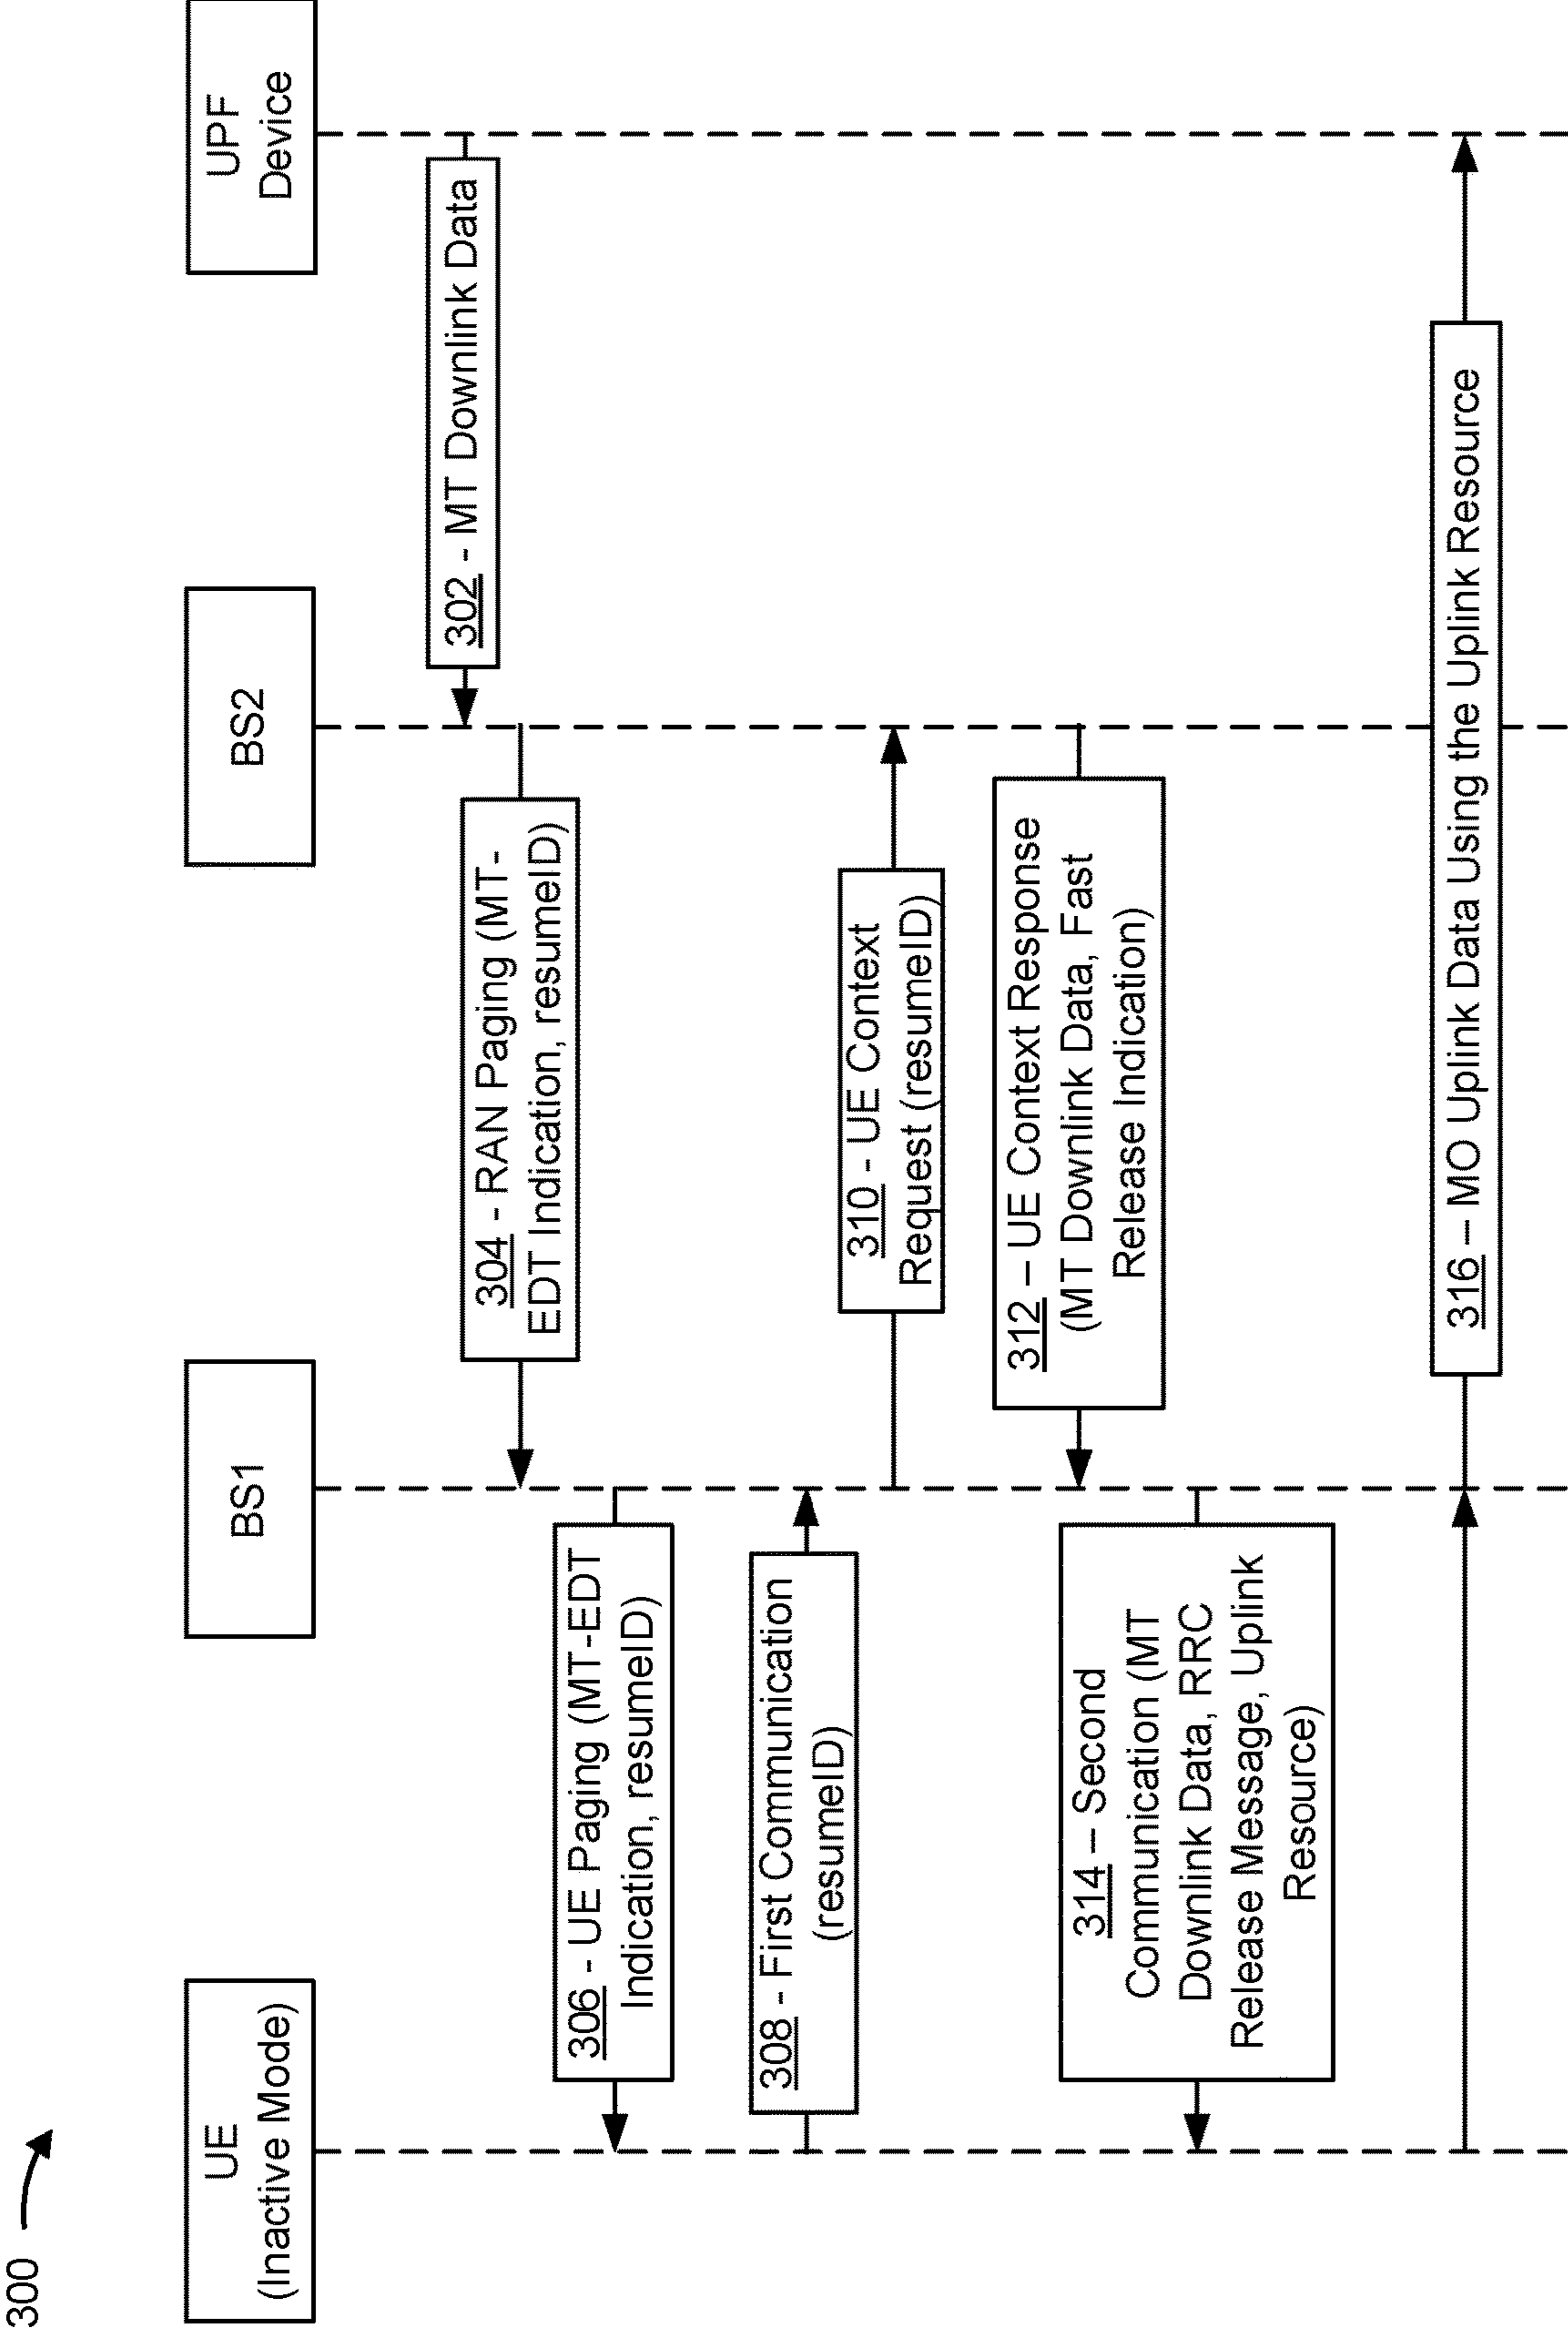 300
UE
(Inactive Mode)
BS1
BS2
UPF
Device
302 - MT Downlink Data
304 - RAN Paging (MT-
EDT Indication, resumeID)
306 - UE Paging (MT-EDT
Indication, resumeID)
308 - First Communication
(resumeID)
310 - UE Context
Request (resumeID)
312 – UE Context Response
(MT Downlink Data, Fast
Release Indication)
314 – Second
Communication (MT
Downlink Data, RRC
Release Message, Uplink
Resource)
316 – MO Uplink Data Using the Uplink Resource